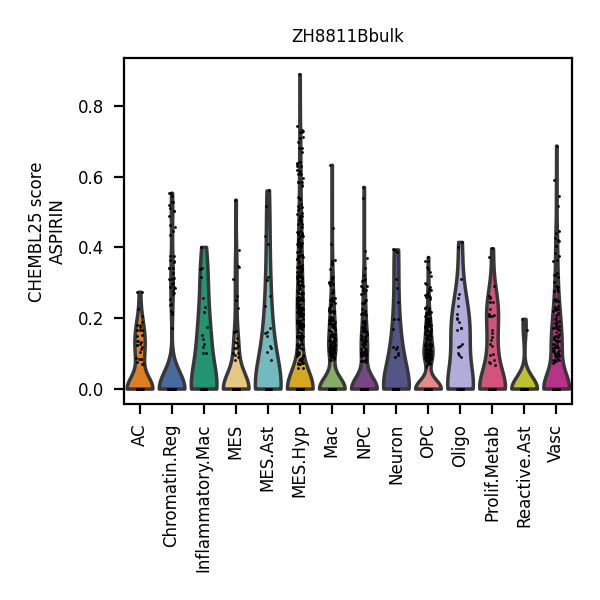 ZH8811Bbulk
CHEMBL25 score
ASPIRIN
0.8
0.6
0.4
0.2
0.0
AC
Chromatin.Reg
Inflammatory.Mac
MES
MES.Ast
MES.Hyp
Mac
NPC
Neuron
OPC
Oligo
Prolif.Metab
Reactive.Ast
Vasc